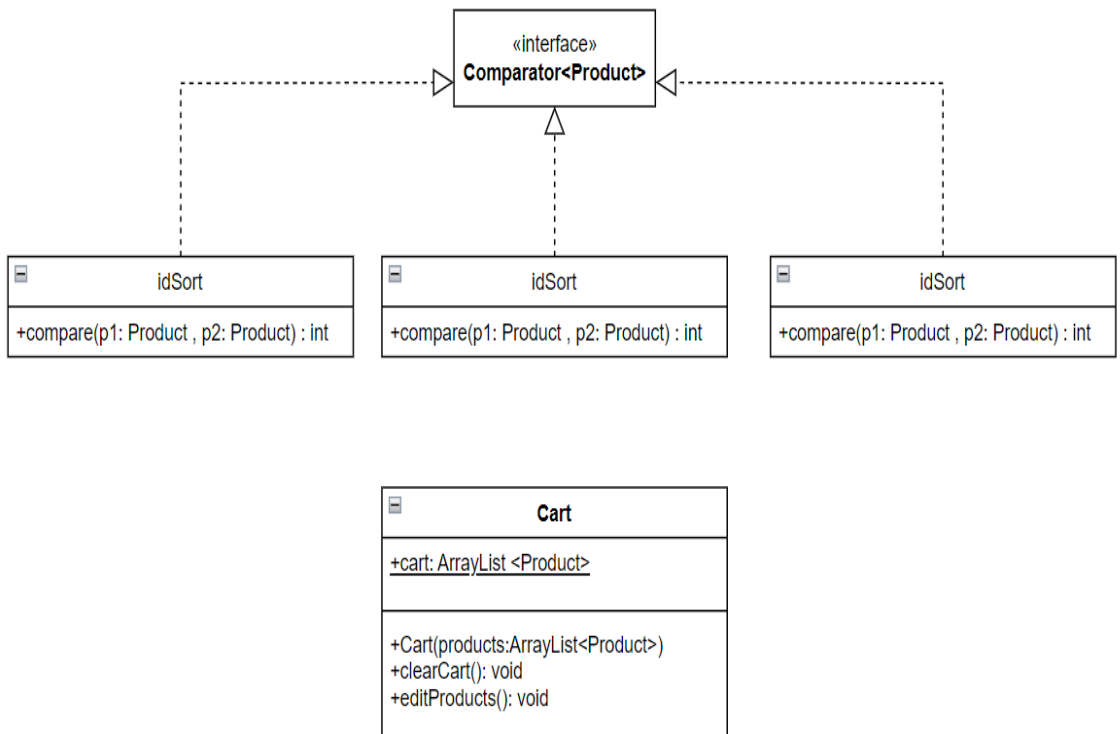 «interface»
Comparator<Product>
idSort
+compare(p1: Product , p2: Product) : int
idSort
+compare(p1: Product , p2: Product) : int
idSort
+compare(p1: Product , p2: Product) : int
Cart
+cart: ArrayList <Product>
+Cart(products:ArrayList<Product>)
+clearCart(): void
+editProducts(): void